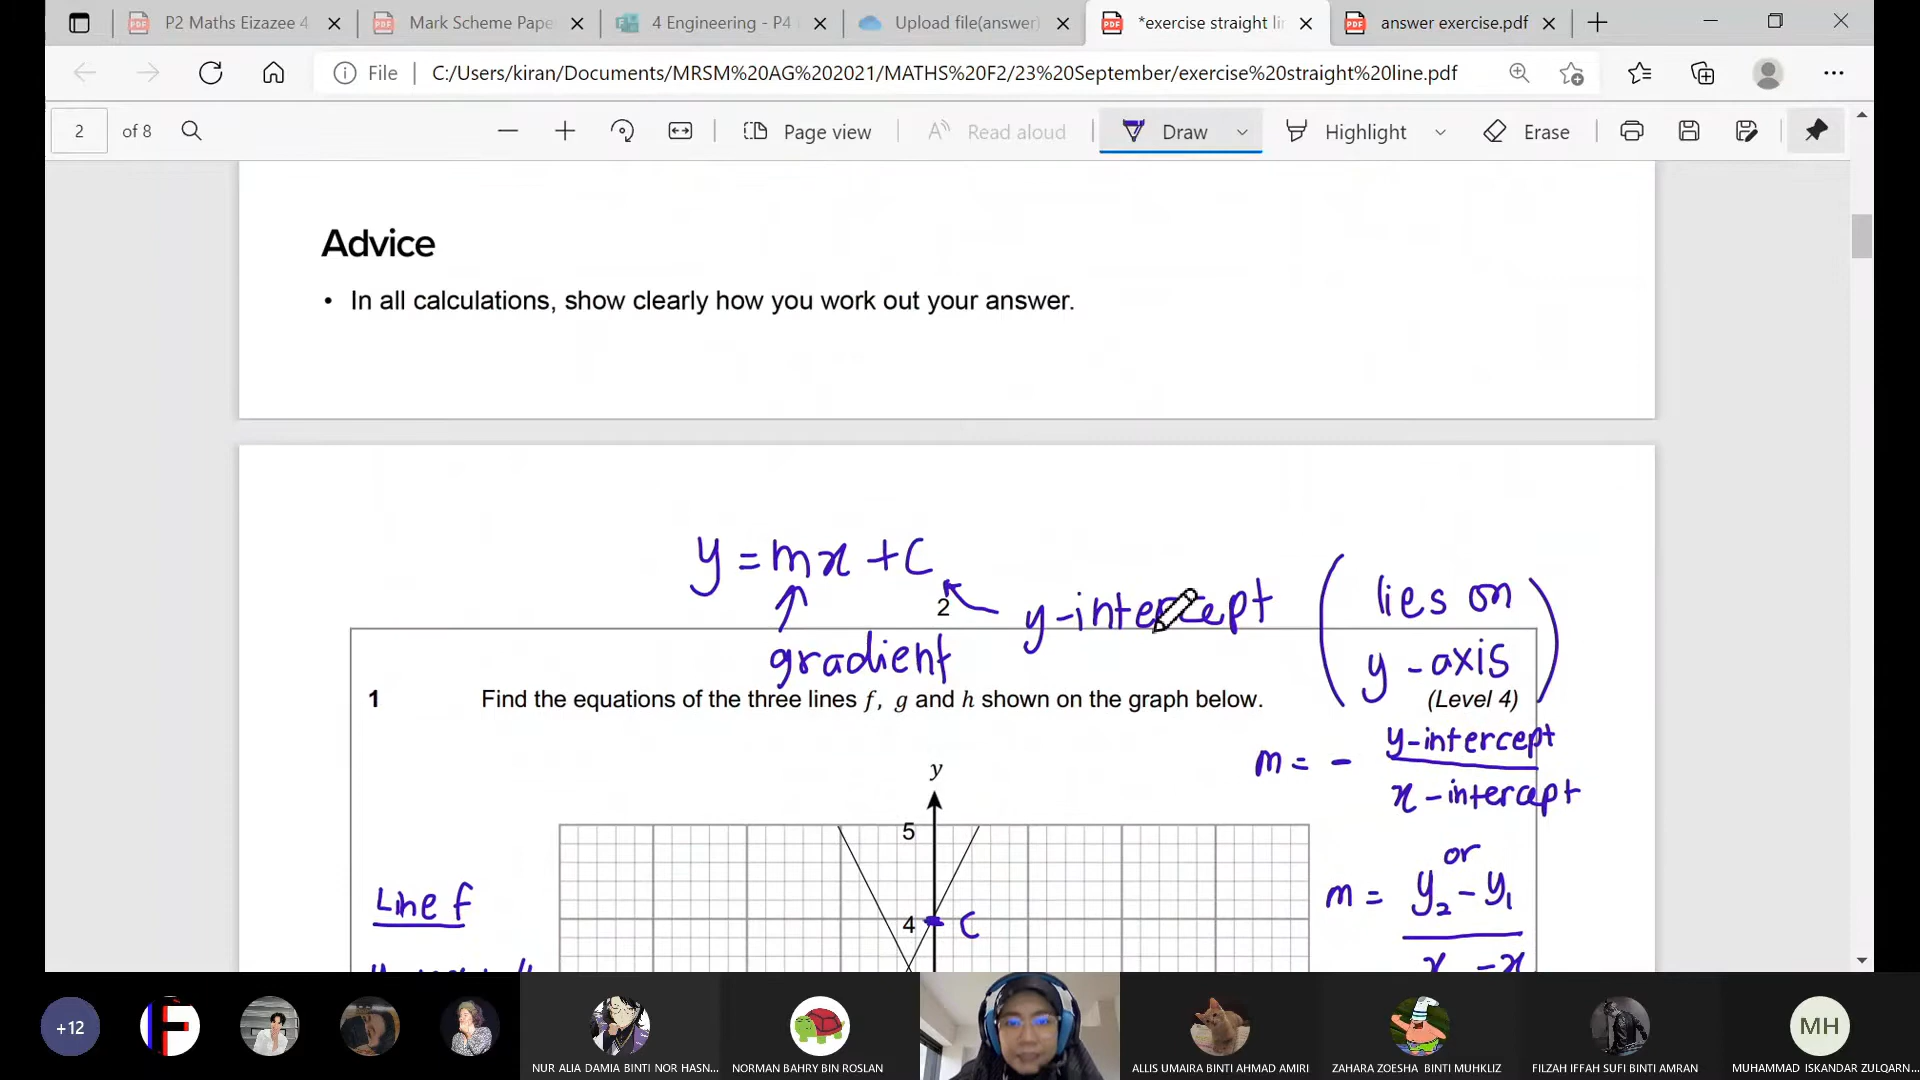 P2 Maths Eizazee 4
Mark Scheme Pape
4 Engineering - P4
Upload file(answer)
*exercise straight li
answer exercise.pdf
File
C:/Users/kiran/Documents/MRSM%20AG%202021/MATHS%20F2/23%20September/exercise%20straight%20line.pdf
2 of 8
Page view
Read aloud
Draw
Highlight
Erase
Advice
• In all calculations, show clearly how you work out your answer.
y = mx + c
2
y-intercept
(lies on
y-axis)
gradient
1 Find the equations of the three lines f, g and h shown on the graph below. (Level 4)
m = - y-intercept
x-intercept
y
5
or
m = y₂ - y₁
Line f
4
C
x - x
+12
F
NUR ALIA DAMIA BINTI NOR HASN...
NORMAN BAHRY BIN ROSLAN
ALLIS UMAIRA BINTI AHMAD AMIRI
ZAHARA ZOESHA BINTI MUHKLIZ
FILZAH IFFAH SUFI BINTI AMRAN
MH
MUHAMMAD ISKANDAR ZULQARN...